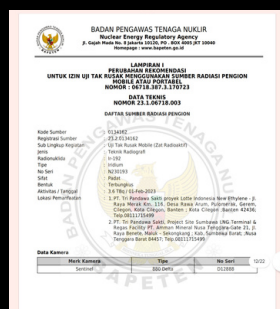 BADAN PENGAWAS TENAGA NUKLIR
Nuclear Energy Regulatory Agency
Jl. Gajah Mada No. 8 Jakarta 10120, PO . BOX 4005 JKT 10040
Homepage : www.bapeten.go.id
LAMPIRAN I
PERUBAHAN REKOMENDASI
UNTUK IZIN UJI TAK RUSAK MENGGUNAKAN SUMBER RADIASI PENGION
MOBILE ATAU PORTABEL
NOMOR : 06718.387.3.170723
DATA TEKNIS
NOMOR 23.1.06718.003
DAFTAR SUMBER RADIASI PENGION
Kode Sumber 0134162
Registrasi Sumber 23.2.0134162
Sub Lingkup Kegiatan : Uji Tak Rusak Mobile (Zat Radioaktif)
Jenis Teknik Radiografi
Radionuklida Ir-192
Tipe Iridium
No Seri N230193
Sifat Padat
Bentuk Terbungkus
Aktivitas / Tanggal 3.6 TBq / 01-Feb-2023
Lokasi Pemanfaatan 1. PT. Tri Pandawa Sakti proyek Lotte Indonesia New Ethylene - Jl.
Raya Merak Km. 116, Desa Rawa Arum, Pulomerak, Gerem,
Cilegon, Kota Cilegon, Banten ; Kota Cilegon ;Banten 42436;
Telp.08111715499
2. PT. Tri Pandawa Sakti, Project Site Sumbawa LNG Terminal &
Regas Facility PT. Amman Mineral Nusa Tenggara-Gate 21, Jl.
Raya Benete, Maluk - Sekongkang ; Kab. Sumbawa Barat ;Nusa
Tenggara Barat 84457; Telp.08111715499
Data Kamera
Merk Kamera Tipe No Seri 12/22
Sentinel 880 Delta D12888
BAPETEN